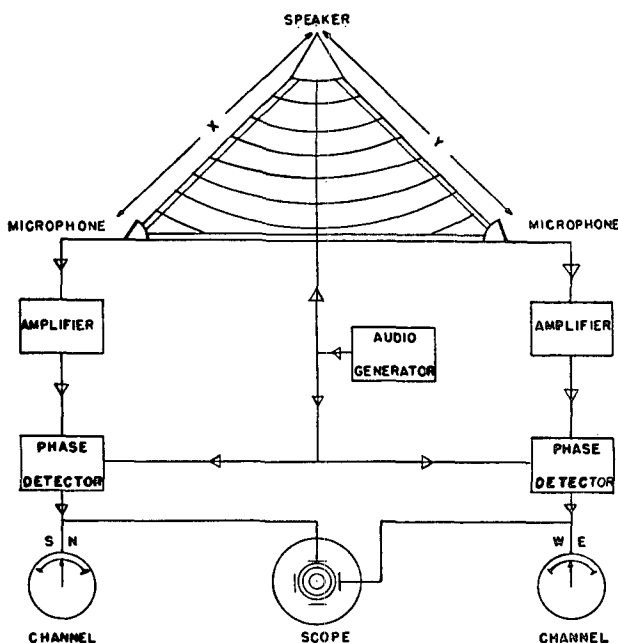 SPEAKER
X
Y
MICROPHONE
MICROPHONE
AMPLIFIER
AUDIO
GENERATOR
AMPLIFIER
PHASE
DETECTOR
PHASE
DETECTOR
S N
W E
CHANNEL
SCOPE
CHANNEL